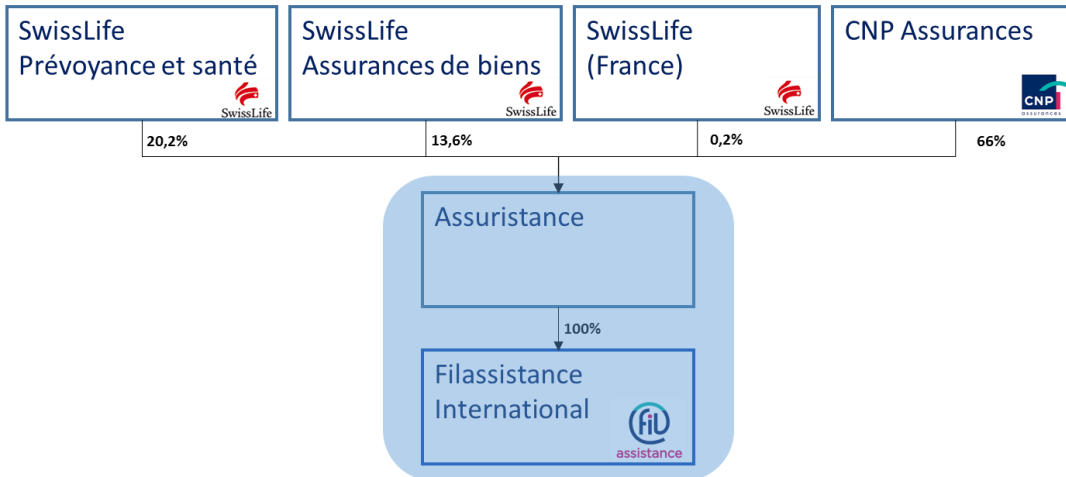 SwissLife
Prévoyance et santé
SwissLife
SwissLife
Assurances de biens
SwissLife
SwissLife
(France)
SwissLife
CNP Assurances
CNP
assurances
20,2%
13,6%
0,2%
66%
Assuristance
100%
Filassistance
International
fil
assistance